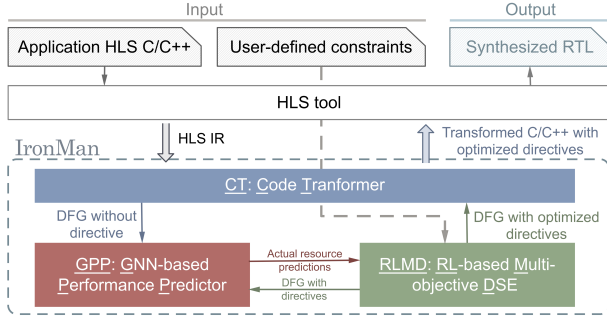 Input
Output
Application HLS C/C++
User-defined constraints
Synthesized RTL
HLS tool
IronMan
HLS IR
Transformed C/C++ with
optimized directives
CT: Code Tranformer
DFG without
directive
DFG with optimized
directives
GPP: GNN-based
Performance Predictor
Actual resource
predictions
DFG with
directives
RLMD: RL-based Multi-
objective DSE